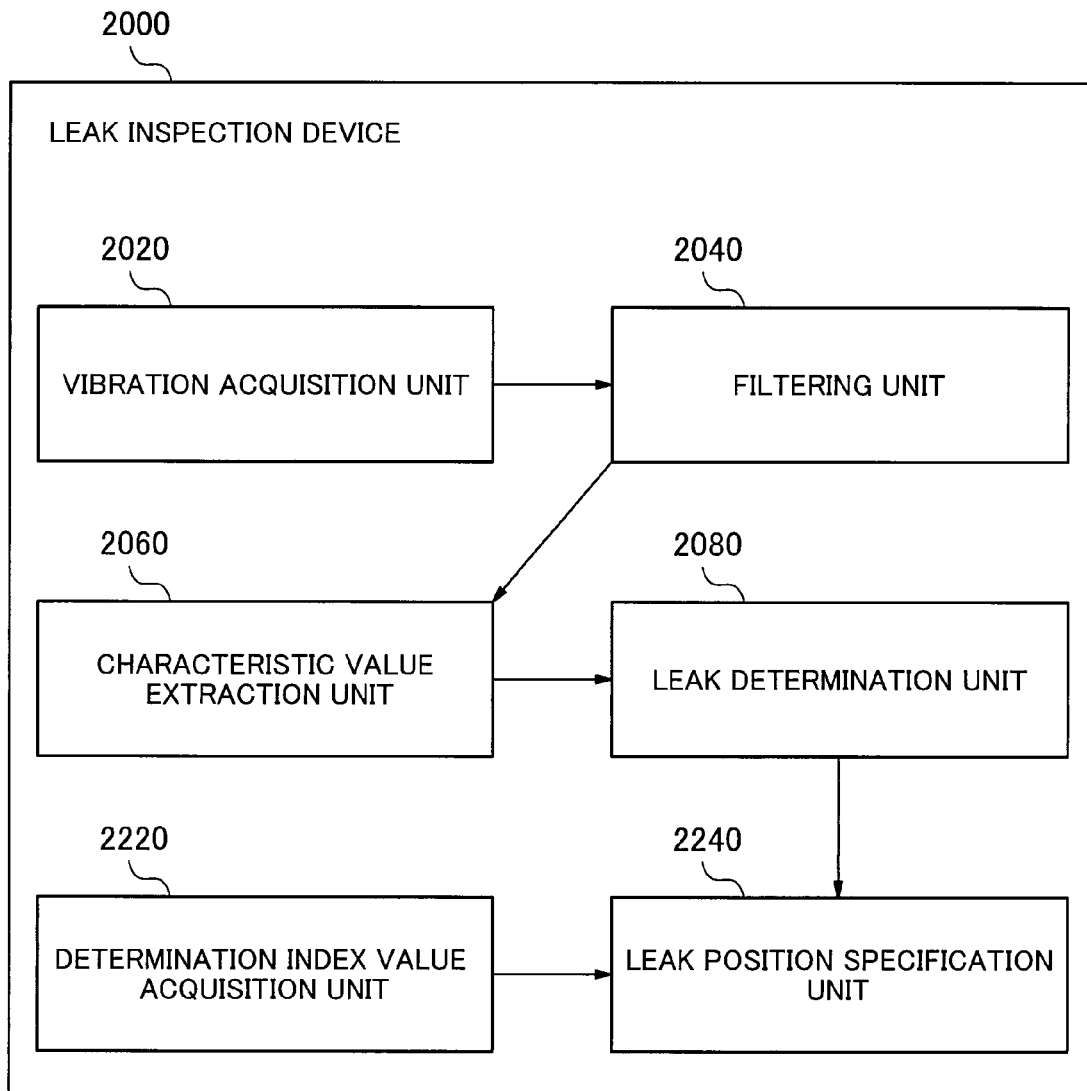 2000
LEAK INSPECTION DEVICE
2020
2040
VIBRATION ACQUISITION UNIT
FILTERING UNIT
2060
2080
CHARACTERISTIC VALUE
EXTRACTION UNIT
LEAK DETERMINATION UNIT
2220
2240
DETERMINATION INDEX VALUE
ACQUISITION UNIT
LEAK POSITION SPECIFICATION
UNIT